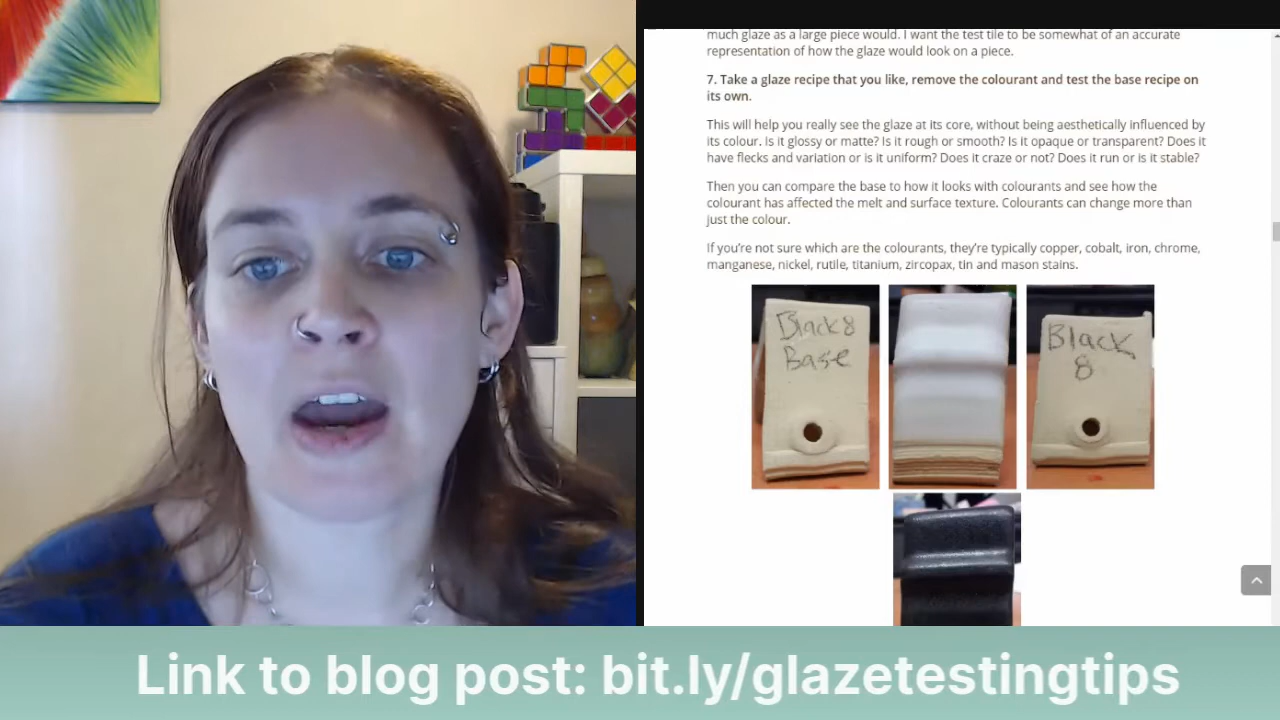 much glaze as a large piece would. I want the test tile to be somewhat of an accurate
representation of how the glaze would look on a piece.
7. Take a glaze recipe that you like, remove the colourant and test the base recipe on
its own.
This will help you really see the glaze at its core, without being aesthetically influenced by
its colour. Is it glossy or matte? Is it rough or smooth? Is it opaque or transparent? Does it
have flecks and variation or is it uniform? Does it craze or not? Does it run or is it stable?
Then you can compare the base to how it looks with colourants and see how the
colourant has affected the melt and surface texture. Colourants can change more than
just the colour.
If you're not sure which are the colourants, they're typically copper, cobalt, iron, chrome,
manganese, nickel, rutile, titanium, zircopax, tin and mason stains.
Black 8
Base
Black
8
Link to blog post: bit.ly/glazetestingtips